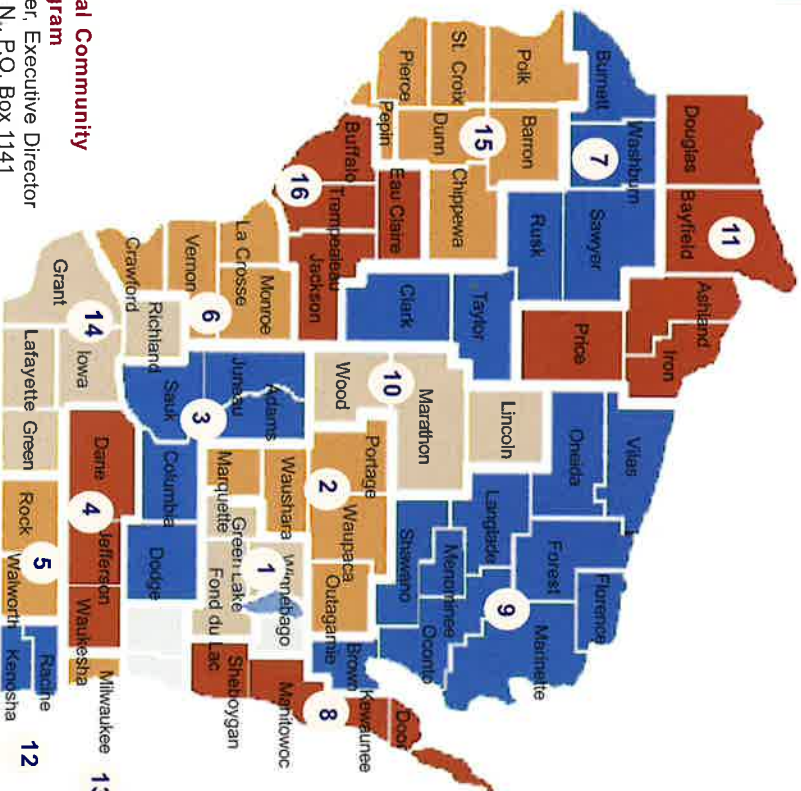 Douglas
Bayfield
11
Ashland
Iron
Burnett
Washburn
7
Sawyer
Rusk
Price
Vilas
Oneida
Forest
Florence
Marinette
9
Polk
Barron
15
St. Croix
Dunn
Chippewa
Taylor
Lincoln
Langlade
Menominee
Oconto
Shawano
Pierce
Pepin
Eau Claire
Clark
Marathon
10
Wood
Buffalo
16
Trempealeau
Jackson
Portage
2
Waupaca
Outagamie
Brown
Kewaunee
Door
8
Manitowoc
La Crosse
Monroe
6
Vernon
Crawford
Richland
Juneau
Adams
3
Sauk
Waushara
Marquette
Green Lake
1
Winnebago
Fond du Lac
Sheboygan
Columbia
Dodge
Grant
14
Iowa
Lafayette
Green
Dane
4
Jefferson
Waukesha
Milwaukee
Rock
5
Walworth
Racine
Kenosha
12
al Community
gram
er, Executive Director
N., P.O. Box 1141